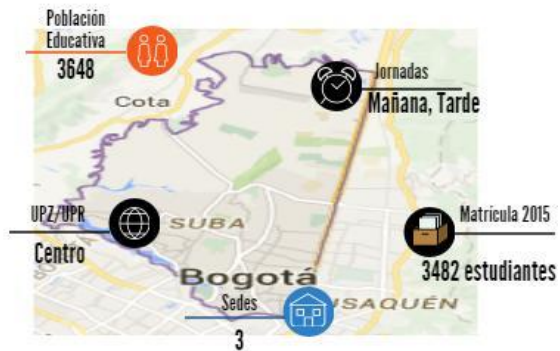 Población
Educativa
3648
Cota
Jornadas
Mañana, Tarde
UPZ/UPR
Centro
SUBA
Matrícula 2015
3482 estudiantes
Bogotá
Sedes
3
USAQUÉN